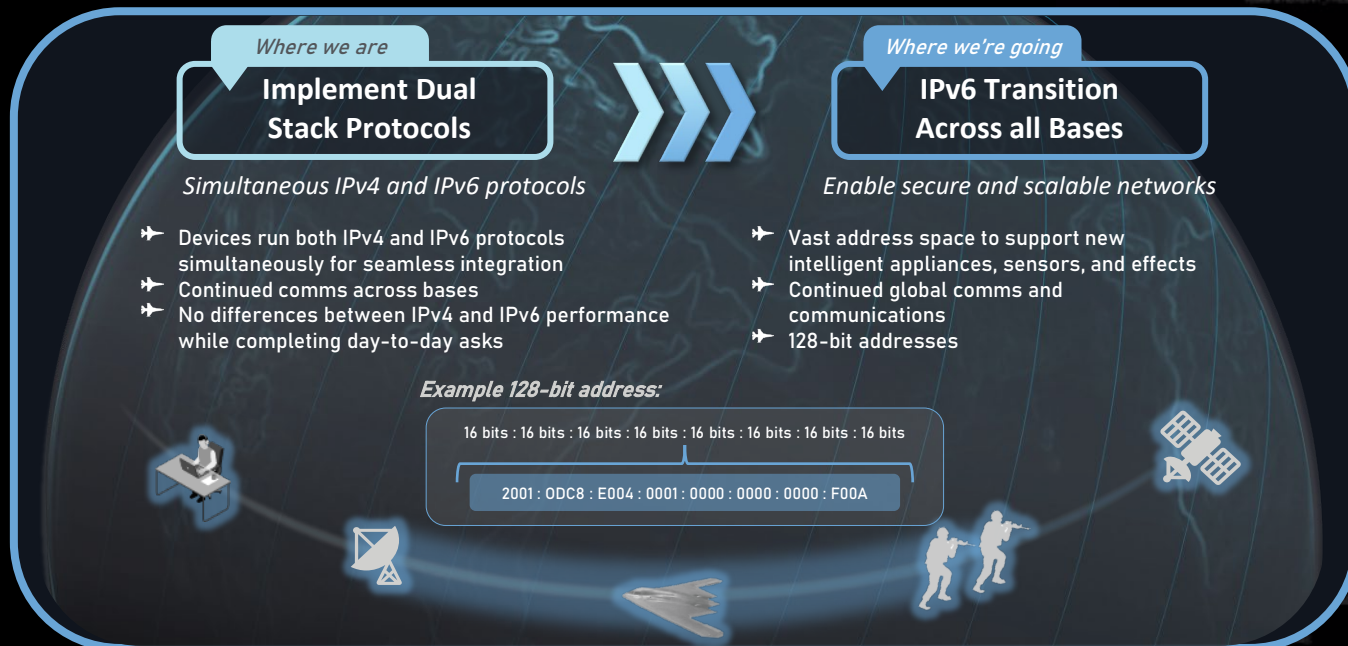 Where we are
Implement Dual
Stack Protocols
Simultaneous IPv4 and IPv6 protocols
Devices run both IPv4 and IPv6 protocols
simultaneously for seamless integration
Continued comms across bases
No differences between IPv4 and IPv6 performance
while completing day-to-day asks
Where we're going
IPv6 Transition
Across all Bases
Enable secure and scalable networks
Vast address space to support new
intelligent appliances, sensors, and effects
Continued global comms and
communications
128-bit addresses
Example 128-bit address:
16 bits : 16 bits : 16 bits : 16 bits : 16 bits : 16 bits : 16 bits : 16 bits
2001 : ODC8 : E004 : 0001 : 0000 : 0000 : 0000 : F00A